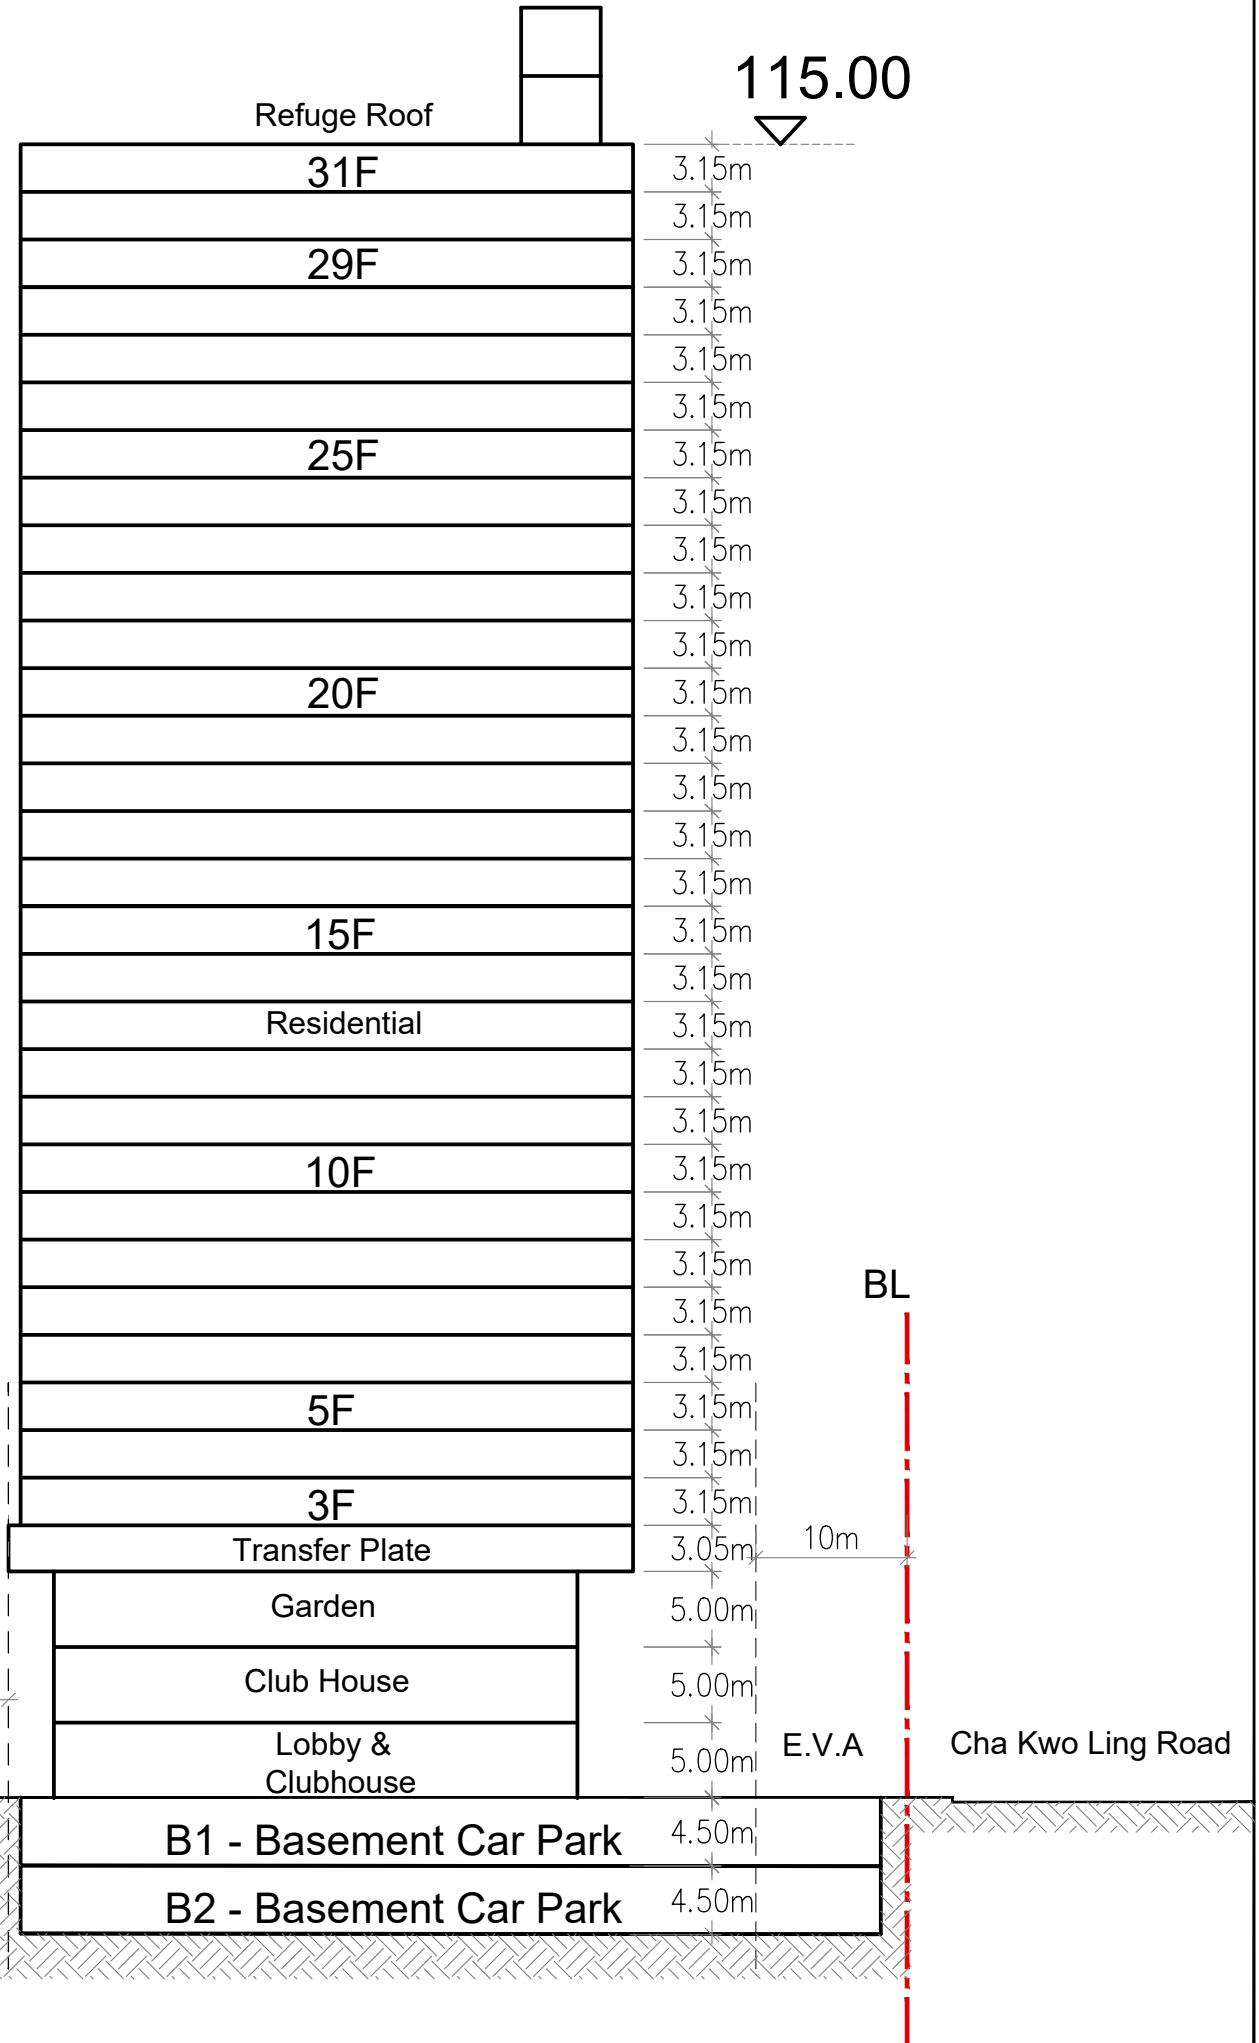 115.00
Refuge Roof
31F
3.15m
3.15m
29F
3.15m
3.15m
3.15m
3.15m
25F
3.15m
3.15m
3.15m
3.15m
3.15m
20F
3.15m
3.15m
3.15m
3.15m
3.15m
15F
3.15m
3.15m
Residential
3.15m
3.15m
3.15m
10F
3.15m
3.15m
3.15m
BL
3.15m
3.15m
5F
3.15m
3.15m
3F
3.15m
Transfer Plate
3.05m
10m
Garden
5.00m
Club House
5.00m
Lobby &
Clubhouse
5.00m
E.V.A
Cha Kwo Ling Road
B1 - Basement Car Park
4.50m
B2 - Basement Car Park
4.50m